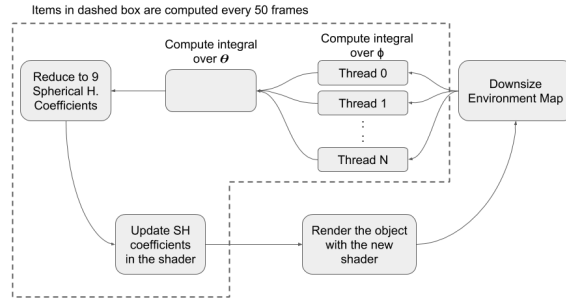 Items in dashed box are computed every 50 frames
Compute integral
over Θ
Compute integral
over ϕ
Reduce to 9
Spherical H.
Coefficients
Thread 0
Thread 1
Thread N
Downsize
Environment Map
Update SH
coefficients
in the shader
Render the object
with the new
shader